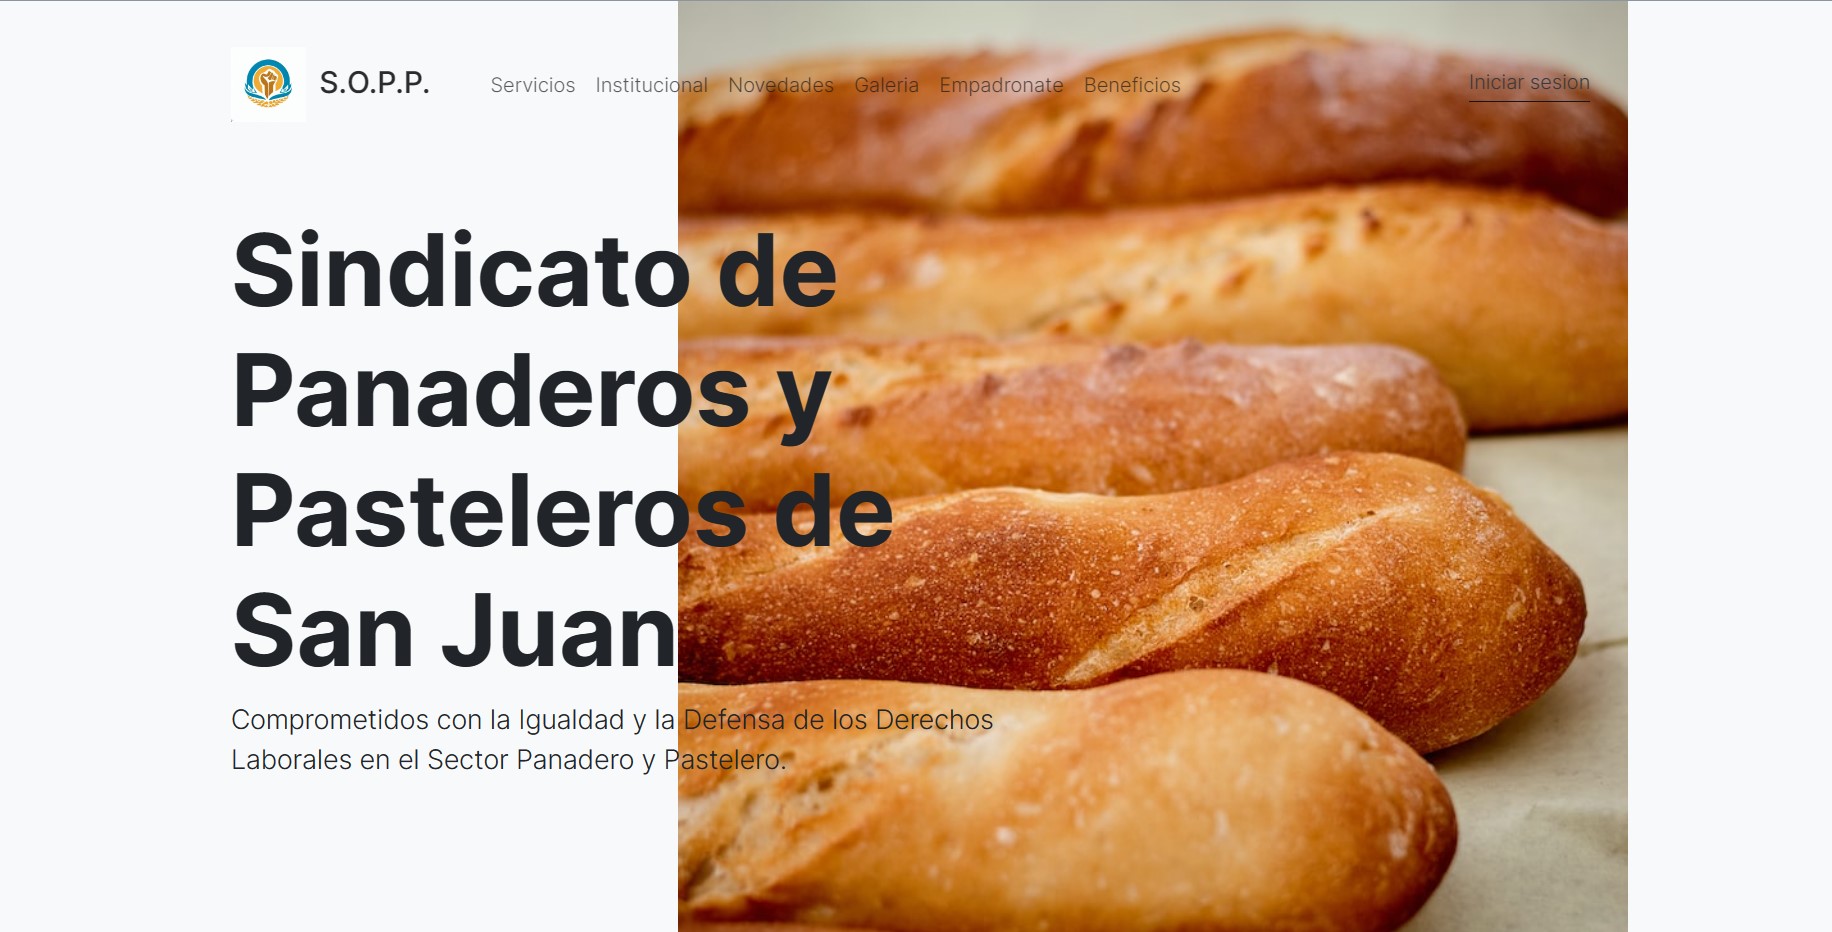 S.O.P.P.
Servicios Institucional Novedades Galeria Empadronate Beneficios
Iniciar sesion
Sindicato de
Panaderos y
Pasteleros de
San Juan
Comprometidos con la Igualdad y la Defensa de los Derechos
Laborales en el Sector Panadero y Pastelero.